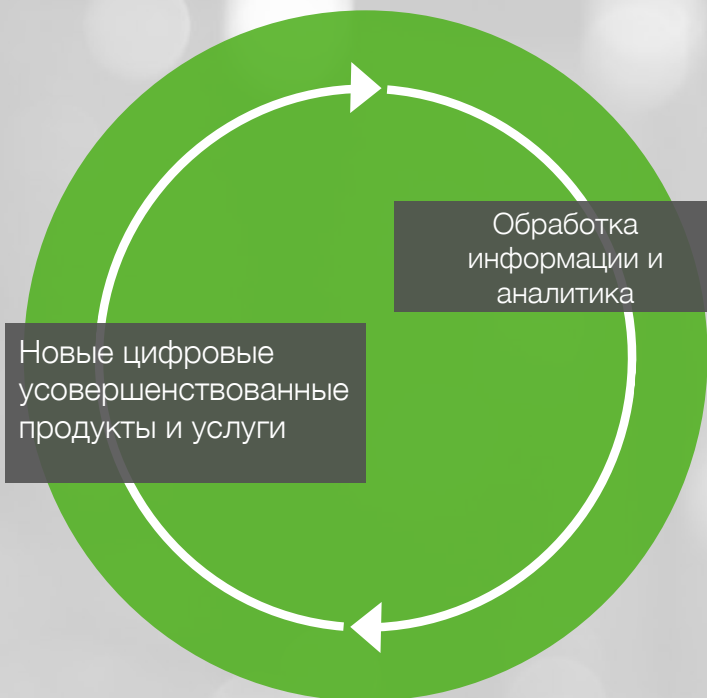 Обработка
информации и
аналитика
Новые цифровые
усовершенствованные
продукты и услуги